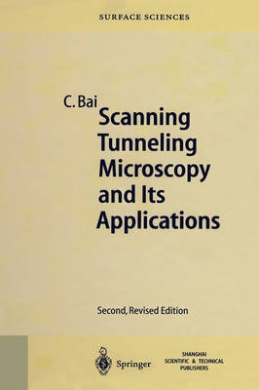 SURFACE SCIENCES
C. Bai
Scanning
Tunneling
Microscopy
and Its
Applications
Second, Revised Edition
Springer
SHANGHAI
SCIENTIFIC & TECHNICAL
PUBLISHERS